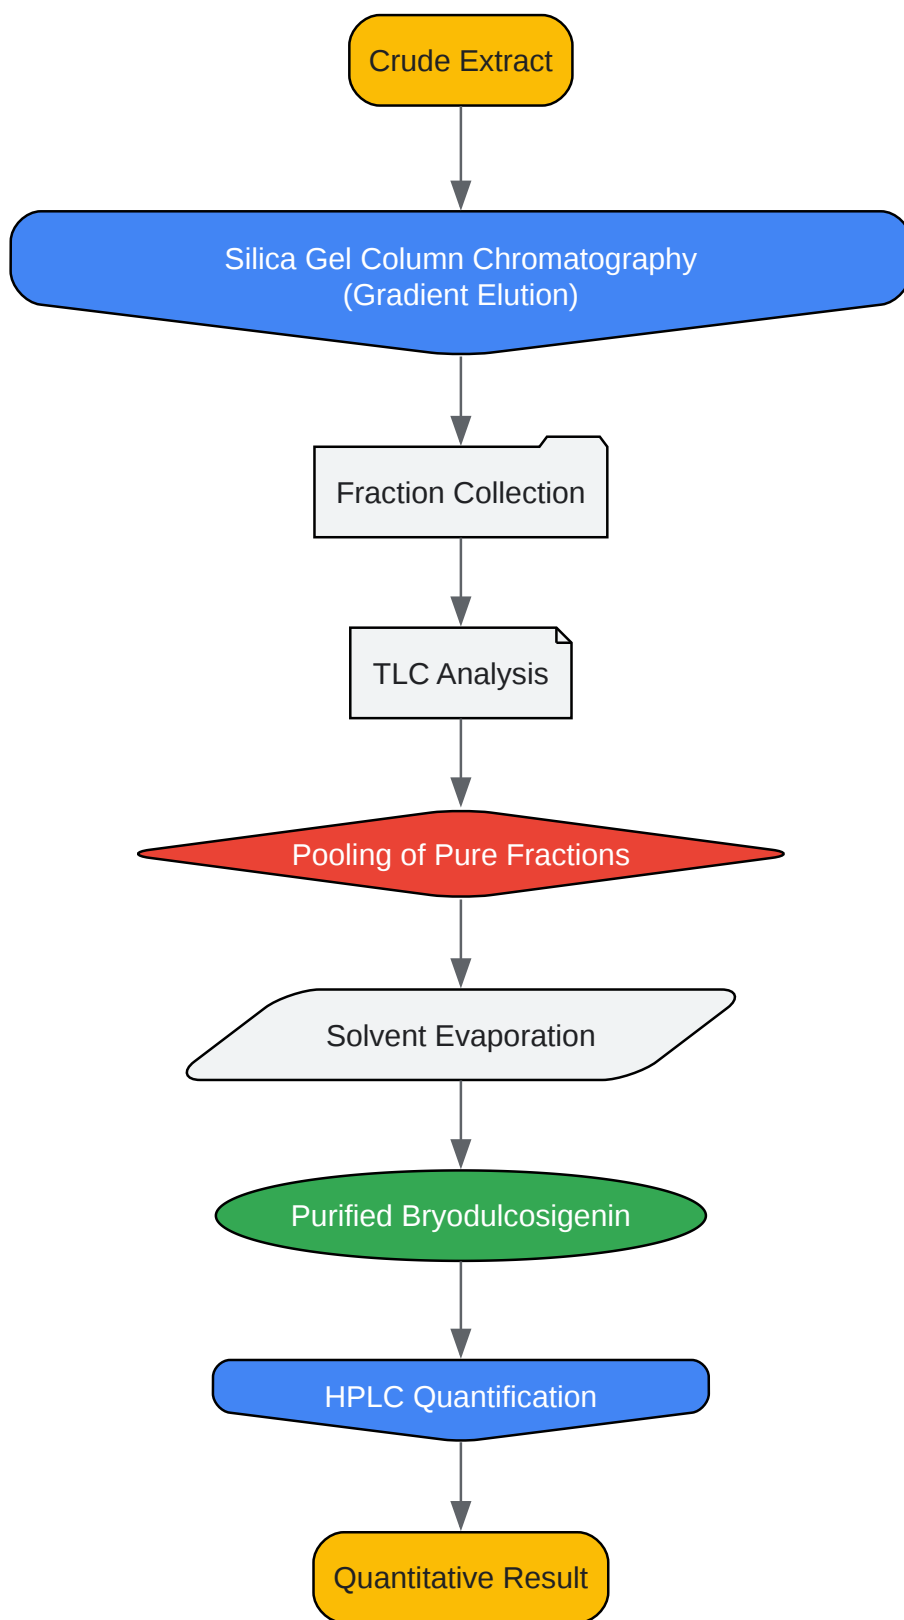 Crude Extract
Silica Gel Column Chromatography
(Gradient Elution)
Fraction Collection
TLC Analysis
Pooling of Pure Fractions
Solvent Evaporation
Purified Bryodulcosigenin
HPLC Quantification
Quantitative Result